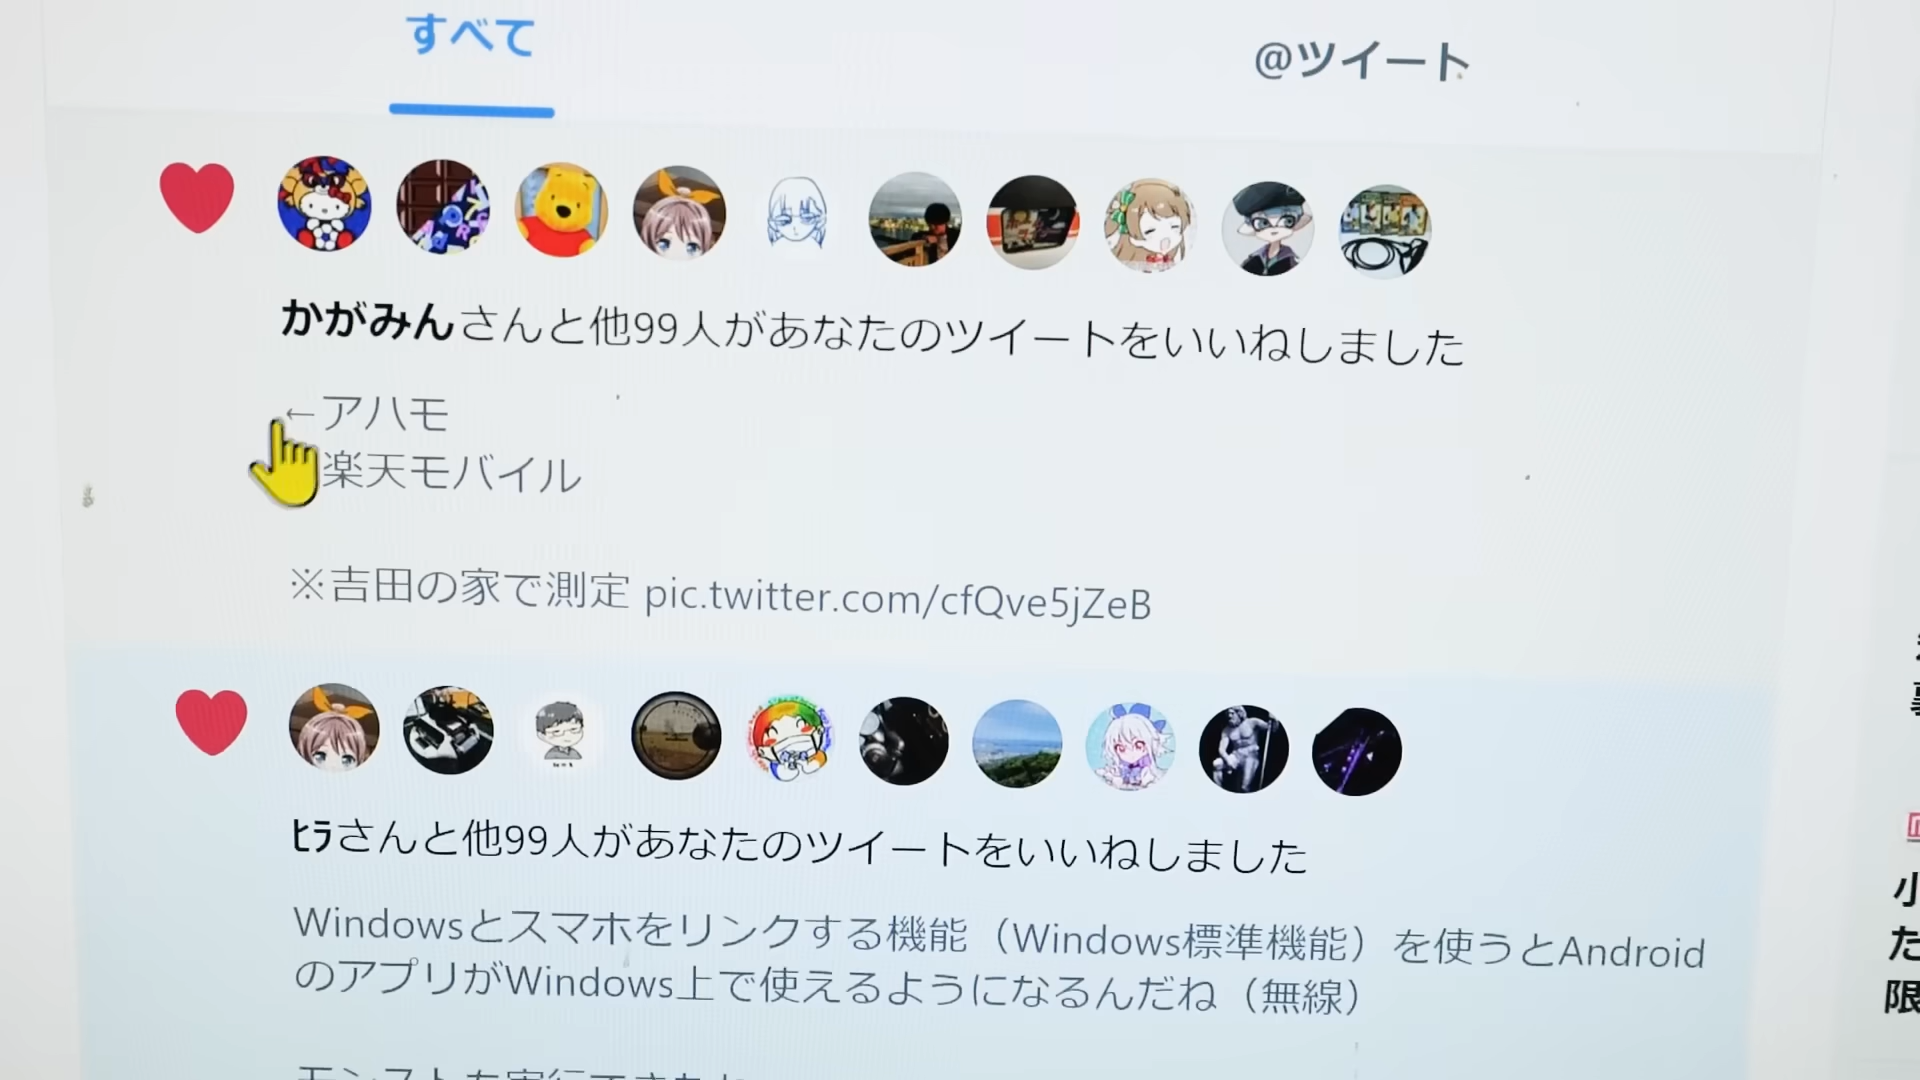 すべて
@ツイート
かがみんさんと他99人があなたのツイートをいいねしました
←アハモ
楽天モバイル
※吉田の家で測定 pic.twitter.com/cfQve5jZeB
ﾋﾗさんと他99人があなたのツイートをいいねしました
Windowsとスマホをリンクする機能（Windows標準機能）を使うとAndroid
のアプリがWindows上で使えるようになるんだね（無線）
小
た
限